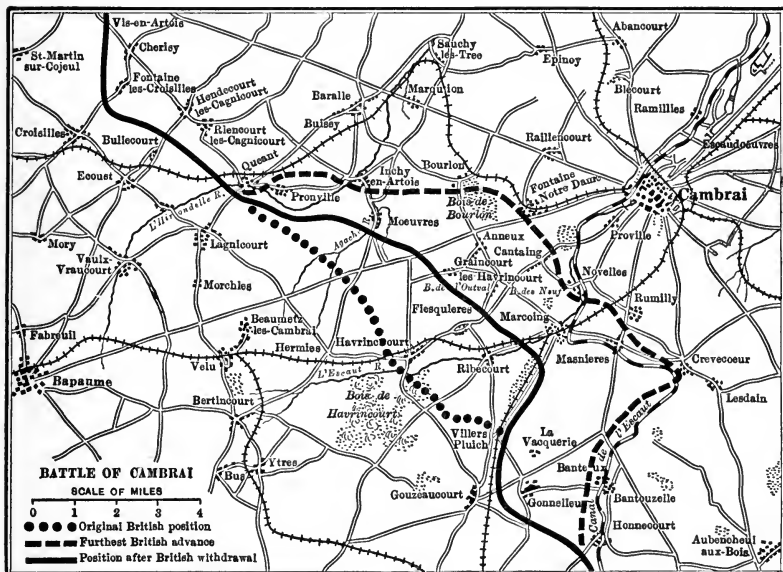 Vis-en-Artois
St-Martin
sur-Cojeul
Cherisy
Fontaine
les-Croisilles
Hendecourt
les-Cagnicourt
Croisilles
Bullecourt
Riencourt
les-Cagnicourt
Ecoust
Queant
Pronville
Sauchy
les-Tree
Baralle
Buissy
Marquion
Epinoy
Abancourt
Blecourt
Ramillies
Raillencourt
Escaudoeuvres
Inchy
en-Artois
Bourlon
Bois de
Bourlon
Fontaine
Notre Dame
Cambrai
Proville
Moeuvres
Agache R.
Anneux
Cantaing
Graincourt
les Havrincourt
B. de l'Outval
B. des Neuf
Noyelles
Rumilly
Mory
Vaulx-
Vraucourt
Lagnicourt
Morchies
Beaumetz
les-Cambrai
Flesquieres
Marcoing
Masnieres
Crevecoeur
Lesdain
Fabreuil
Bapaume
Velu
Hermies
Havrincourt
L'Escaut R.
Ribecourt
Bertincourt
Bois de
Havrincourt
Villers
Pluich
La
Vacquerie
Banteux
Bantouzelle
Canal de l'Escaut
Bus
Ytres
Gouzeaucourt
Gonnelieu
Honnecourt
Aubencheul
aux-Bois
BATTLE OF CAMBRAI
SCALE OF MILES
0 1 2 3 4
Original British position
Furthest British advance
Position after British withdrawal